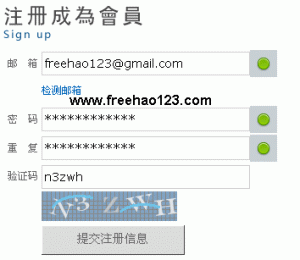 注冊成為會員
Sign up
邮 箱 freehao123@gmail.com
检测邮箱
www.freehao123.com
密 码 ************
重 复 ************
验证码 n3zwh
N3 ZWH
提交注册信息